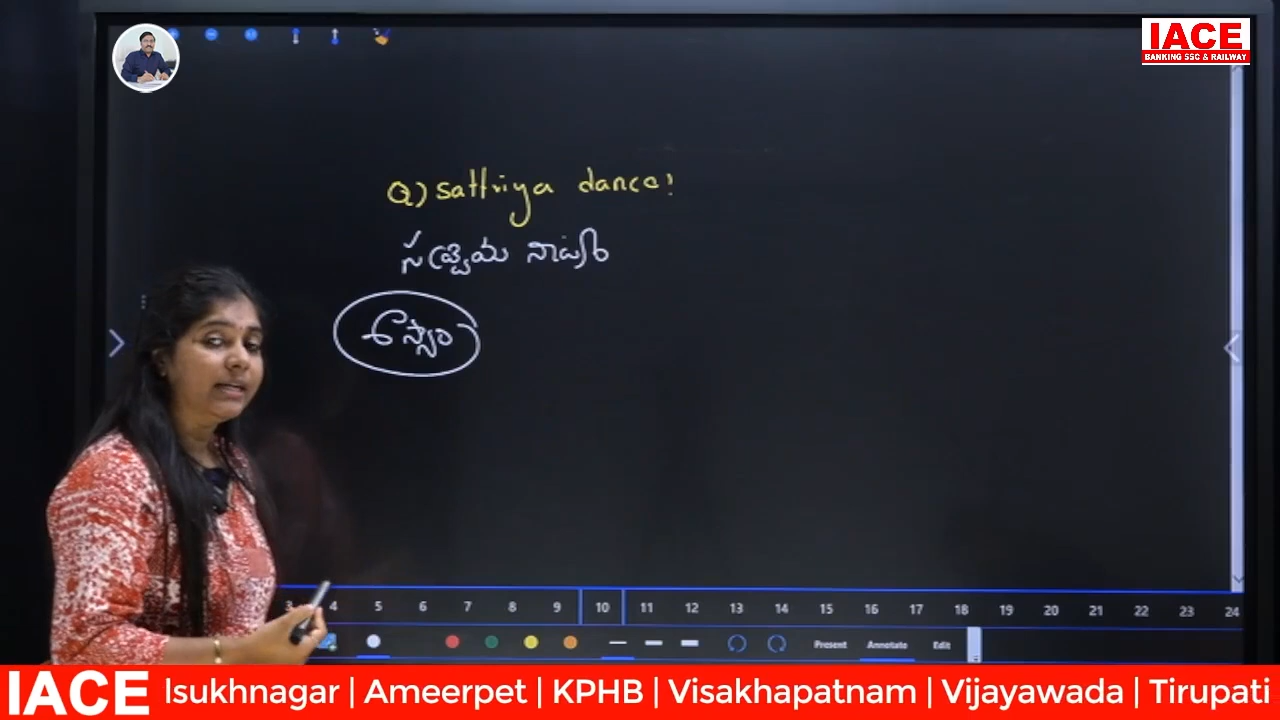 IACE
BANKING SSC & RAILWAY
Q) sattriya dance!
సత్త్రియ నాట్యం
అస్సాం
3 4 5 6 7 8 9 10 11 12 13 14 15 16 17 18 19 20 21 22 23 24
Present Annotate Edit
IACE lsukhnagar | Ameerpet | KPHB | Visakhapatnam | Vijayawada | Tirupati